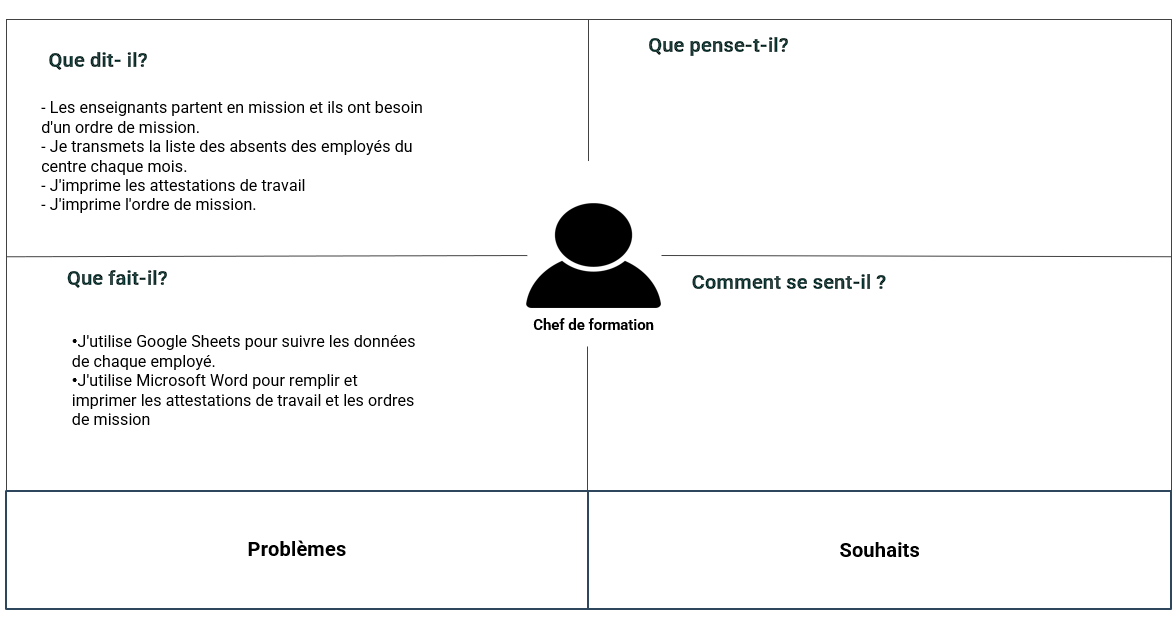 Que dit- il?
- Les enseignants partent en mission et ils ont besoin
d'un ordre de mission.
- Je transmets la liste des absents des employés du
centre chaque mois.
- J'imprime les attestations de travail
- J'imprime l'ordre de mission.
Que pense-t-il?
Que fait-il?
•J'utilise Google Sheets pour suivre les données
de chaque employé.
•J'utilise Microsoft Word pour remplir et
imprimer les attestations de travail et les ordres
de mission
Comment se sent-il ?
Chef de formation
Problèmes
Souhaits